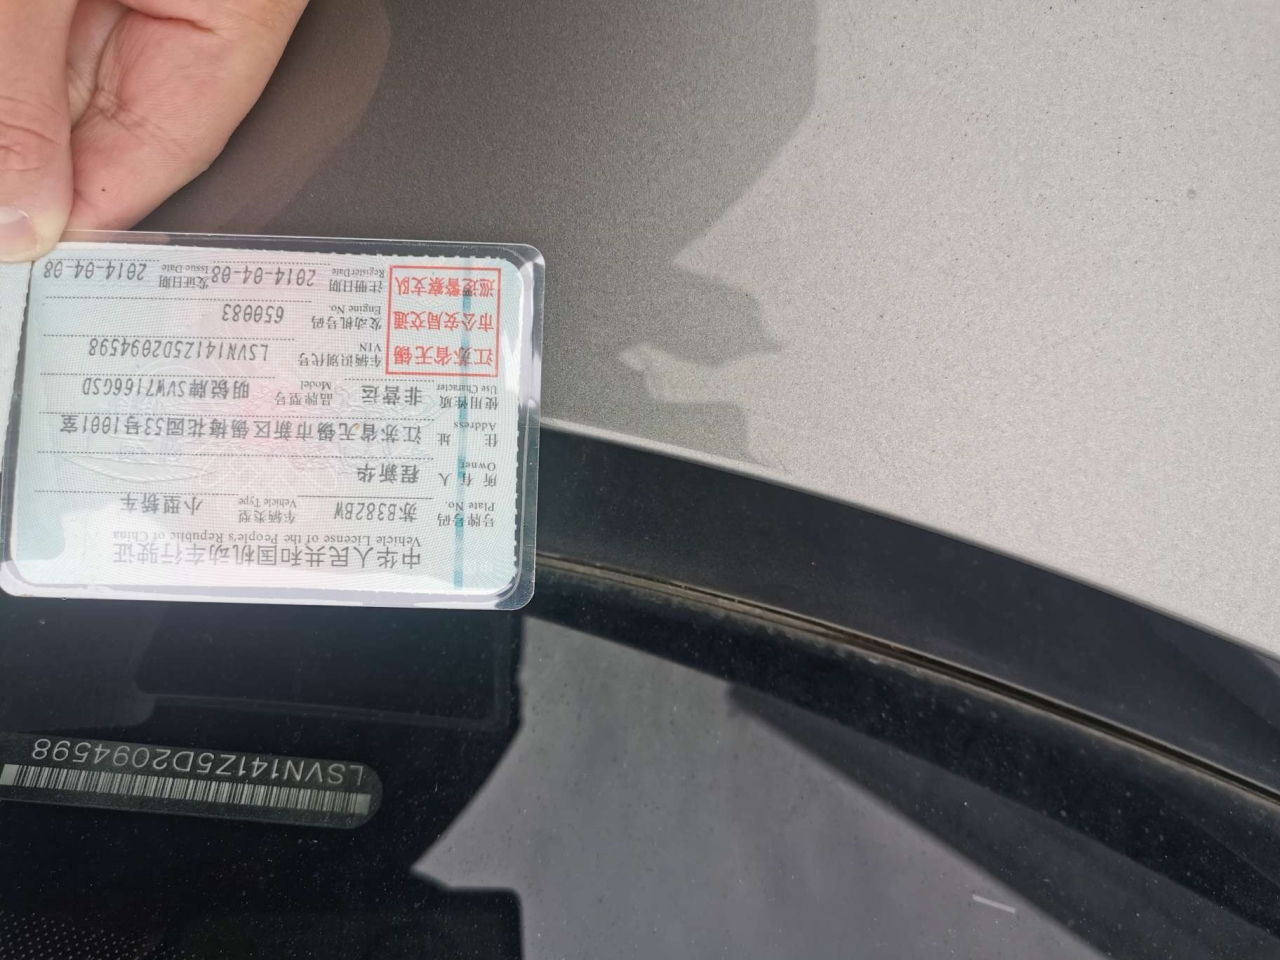 中华人民共和国机动车行驶证
Vehicle License of the People's Republic of China
号牌号码 苏B382BW 车辆类型 小型轿车
Plate No. Vehicle Type
所有人 程新华
Owner
住址 江苏省无锡市新区锡梅花园53号1001室
Address
使用性质 非营运 品牌型号 明锐牌SVW7166GSD
Use Character Model
江苏省无锡
市公安局交通
巡逻警察支队
车辆识别代号 LSVN141Z5D2094598
VIN
发动机号码 650083
Engine No.
注册日期 2014-04-08 发证日期 2014-04-08
Register Date Issue Date
LSVN141Z5D2094598